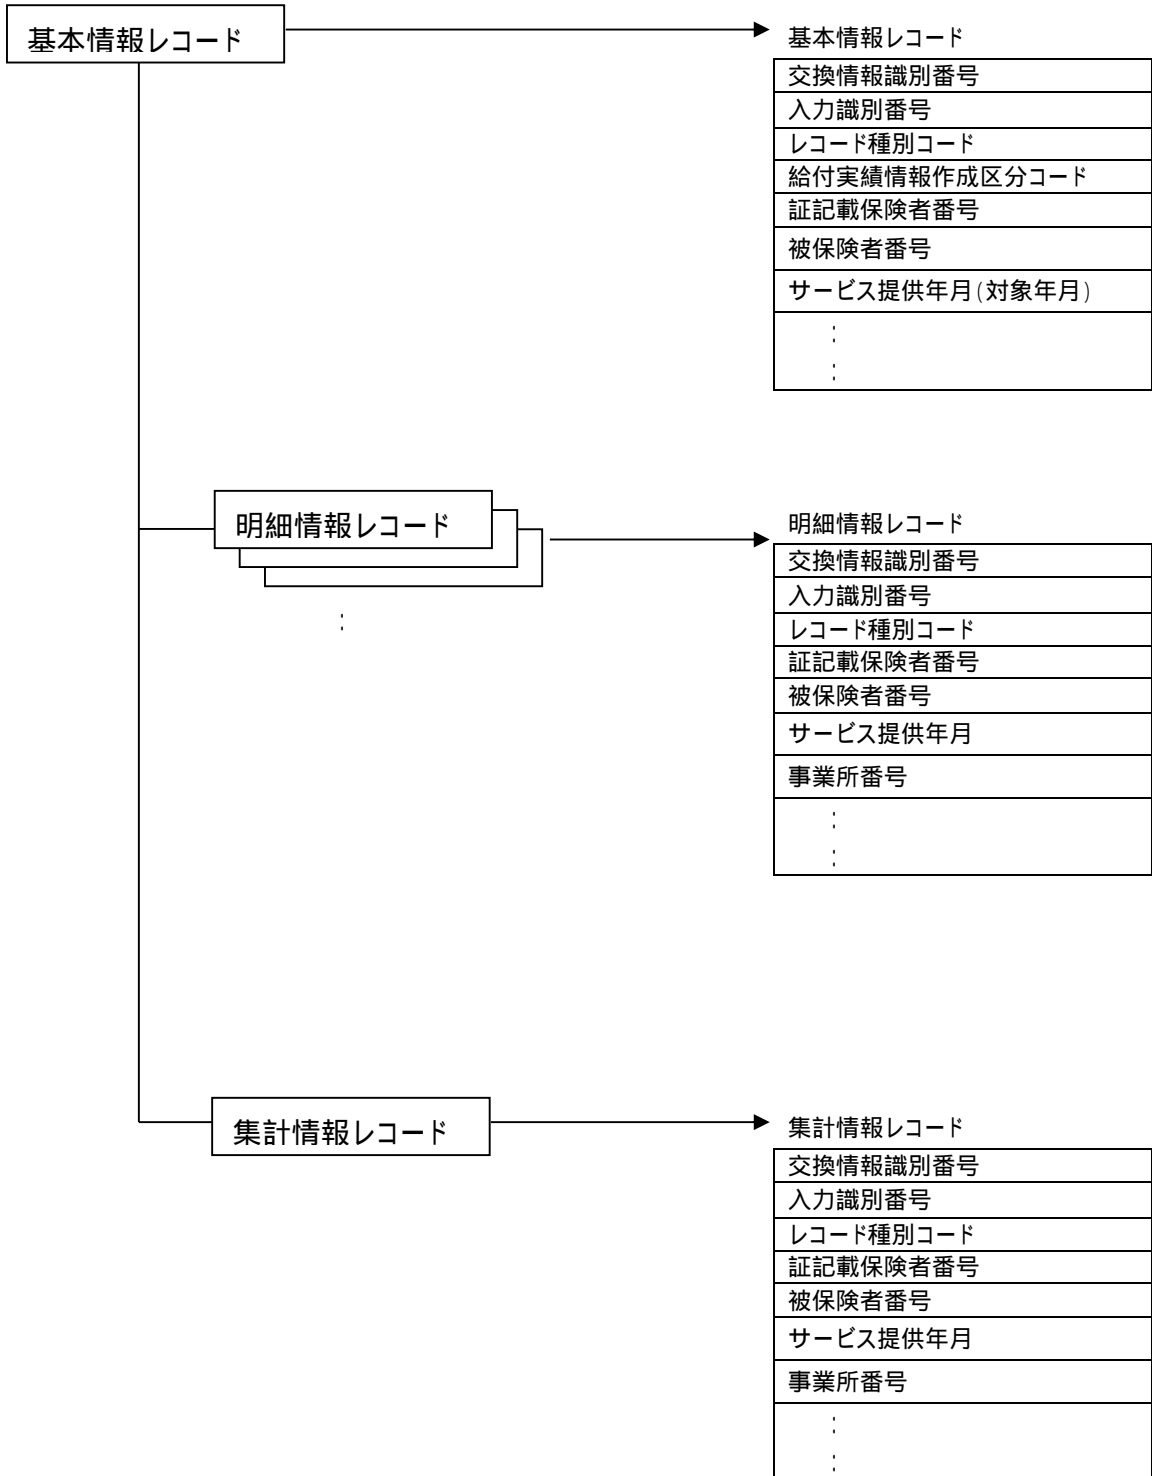 基本情報レコード
基本情報レコード
交換情報識別番号
入力識別番号
レコード種別コード
給付実績情報作成区分コード
証記載保険者番号
被保険者番号
サービス提供年月(対象年月)
:
:
明細情報レコード
:
明細情報レコード
交換情報識別番号
入力識別番号
レコード種別コード
証記載保険者番号
被保険者番号
サービス提供年月
事業所番号
:
:
集計情報レコード
集計情報レコード
交換情報識別番号
入力識別番号
レコード種別コード
証記載保険者番号
被保険者番号
サービス提供年月
事業所番号
:
: